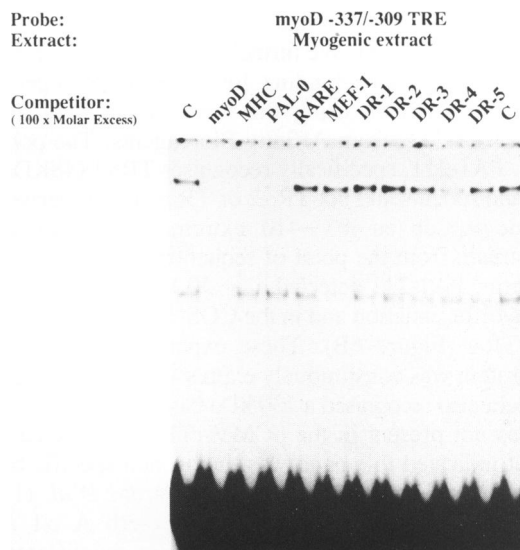 Probe: myoD -337/-309 TRE
Extract: Myogenic extract
Competitor:
( 100 x Molar Excess)
C myoD MHC PAL-0 RARE MEF-1 DR-1 DR-2 DR-3 DR-4 DR-5 C